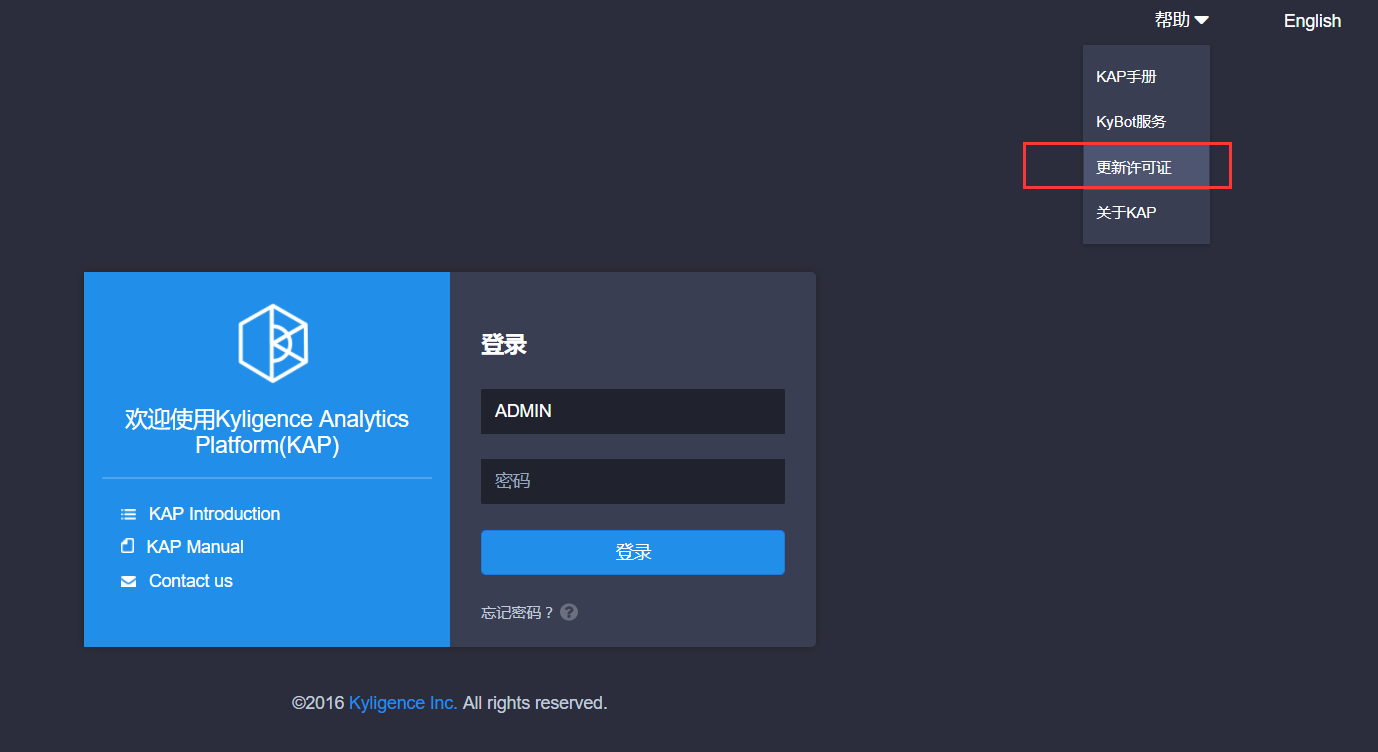 帮助
English
KAP手册
KyBot服务
更新许可证
关于KAP
欢迎使用Kyligence Analytics
Platform(KAP)
KAP Introduction
KAP Manual
Contact us
登录
ADMIN
密码
登录
忘记密码？
©2016 Kyligence Inc. All rights reserved.